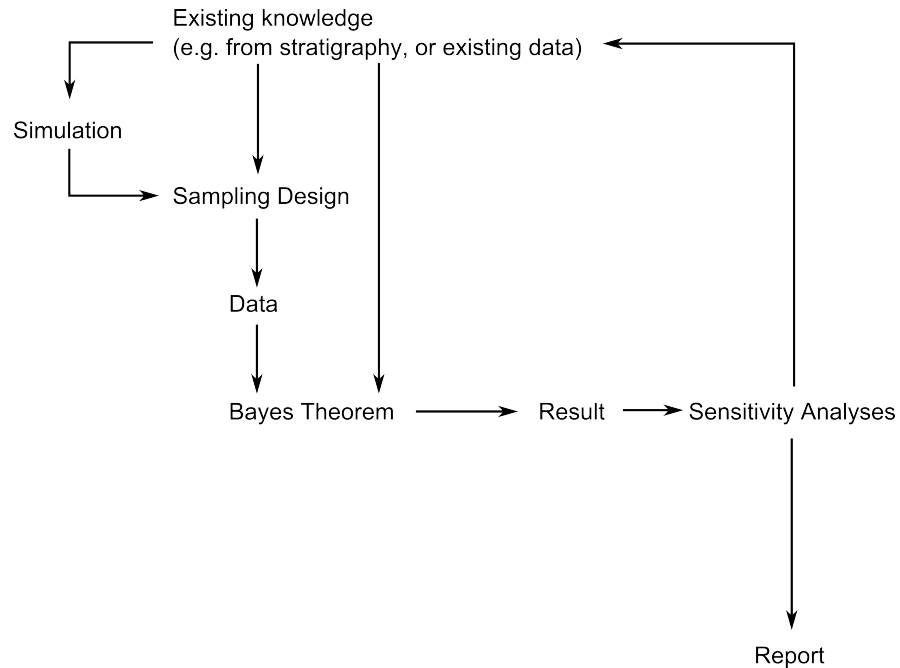 Existing knowledge
(e.g. from stratigraphy, or existing data)
Simulation
Sampling Design
Data
Bayes Theorem
Result
Sensitivity Analyses
Report